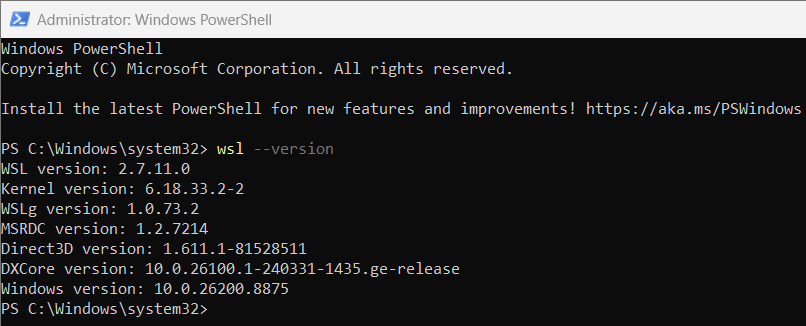 Administrator: Windows PowerShell
Windows PowerShell
Copyright (C) Microsoft Corporation. All rights reserved.
Install the latest PowerShell for new features and improvements! https://aka.ms/PSWindows
PS C:\Windows\system32> wsl --version
WSL version: 2.7.11.0
Kernel version: 6.18.33.2-2
WSLg version: 1.0.73.2
MSRDC version: 1.2.7214
Direct3D version: 1.611.1-81528511
DXCore version: 10.0.26100.1-240331-1435.ge-release
Windows version: 10.0.26200.8875
PS C:\Windows\system32>